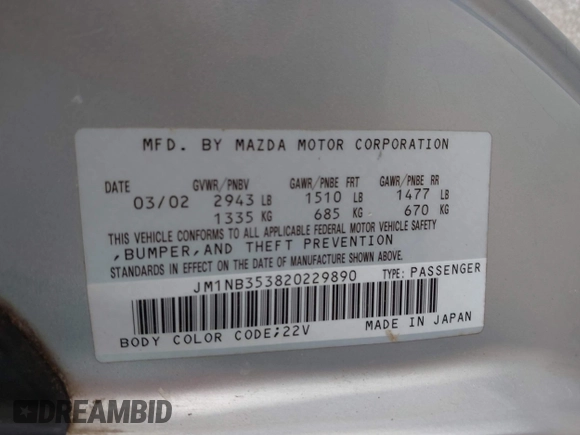 MFD. BY MAZDA MOTOR CORPORATION
DATE GVWR/PNBV GAWR/PNBE FRT GAWR/PNBE RR
03/02 2943 LB 1510 LB 1477 LB
1335 KG 685 KG 670 KG
THIS VEHICLE CONFORMS TO ALL APPLICABLE FEDERAL MOTOR VEHICLE SAFETY
,BUMPER,AND THEFT PREVENTION
STANDARDS IN EFFECT ON THE DATE OF MANUFACTURE SHOWN ABOVE.
JM1NB353820229890 TYPE: PASSENGER
BODY COLOR CODE;22V MADE IN JAPAN
DREAMBID